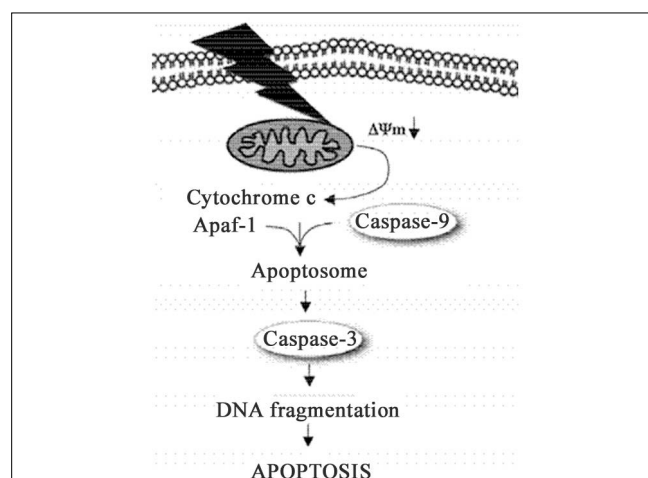 ΔΨm
Cytochrome c
Apaf-1
Caspase-9
Apoptosome
Caspase-3
DNA fragmentation
APOPTOSIS